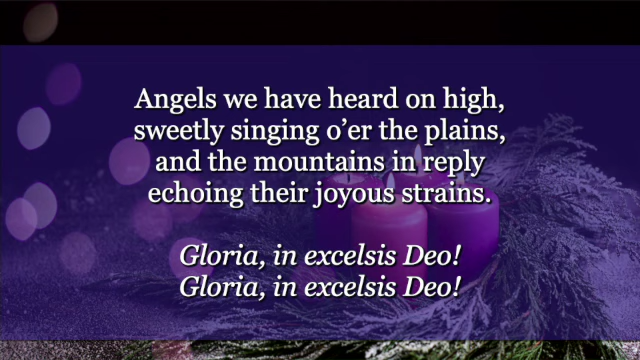 Angels we have heard on high,
sweetly singing o’er the plains,
and the mountains in reply
echoing their joyous strains.
Gloria, in excelsis Deo!
Gloria, in excelsis Deo!